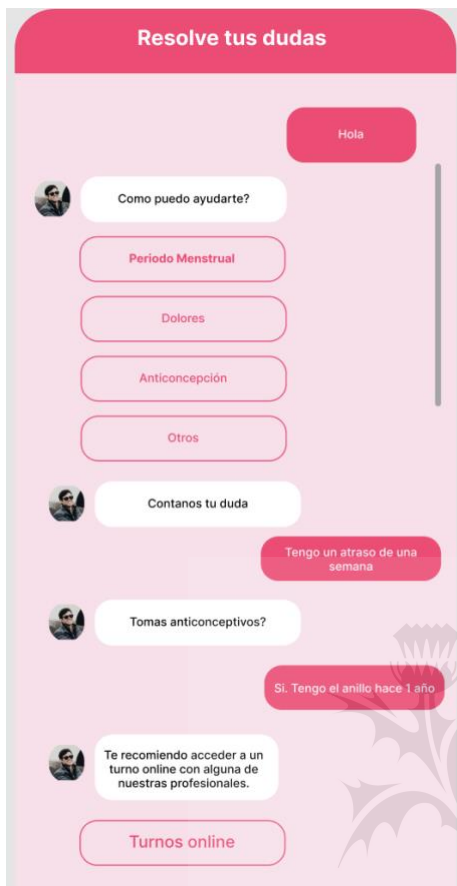 Resolve tus dudas
Hola
Como puedo ayudarte?
Periodo Menstrual
Dolores
Anticoncepción
Otros
Contanos tu duda
Tengo un atraso de una
semana
Tomas anticonceptivos?
Si. Tengo el anillo hace 1 año
Te recomiendo acceder a un
turno online con alguna de
nuestras profesionales.
Turnos online